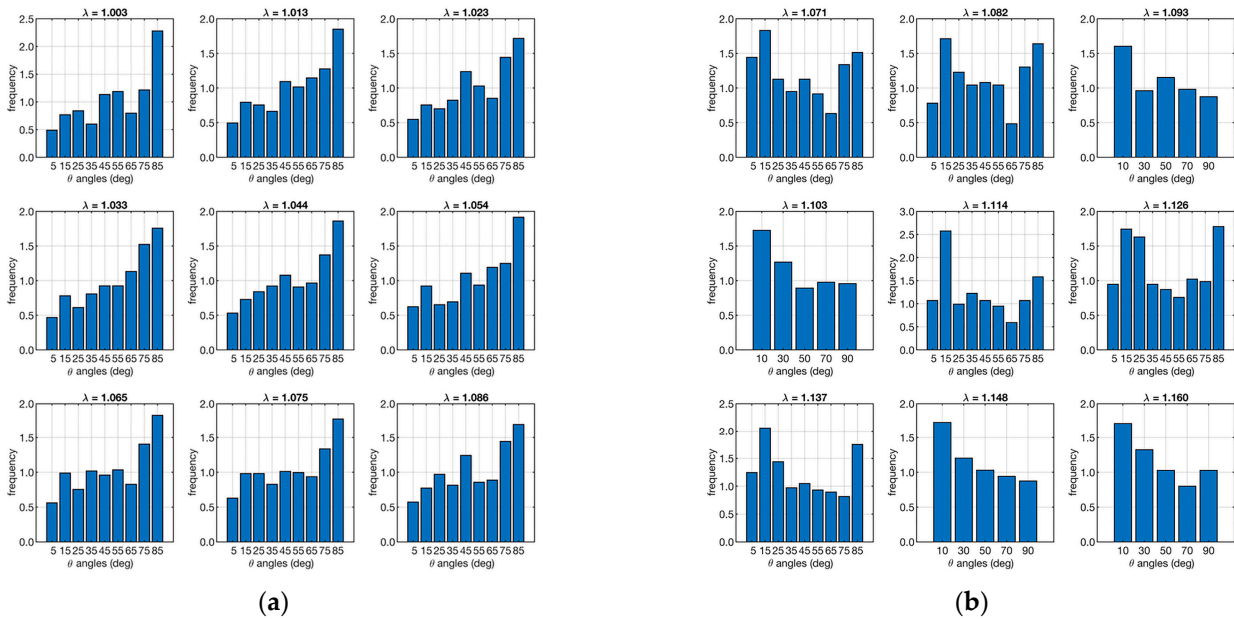 λ = 1.003
2.5
2.0
1.5
1.0
0.5
0.0
frequency
5 15 25 35 45 55 65 75 85
θ angles (deg)
λ = 1.013
2.0
1.5
1.0
0.5
0.0
frequency
5 15 25 35 45 55 65 75 85
θ angles (deg)
λ = 1.023
2.0
1.5
1.0
0.5
0.0
frequency
5 15 25 35 45 55 65 75 85
θ angles (deg)
λ = 1.033
2.0
1.5
1.0
0.5
0.0
frequency
5 15 25 35 45 55 65 75 85
θ angles (deg)
λ = 1.044
2.0
1.5
1.0
0.5
0.0
frequency
5 15 25 35 45 55 65 75 85
θ angles (deg)
λ = 1.054
2.0
1.5
1.0
0.5
0.0
frequency
5 15 25 35 45 55 65 75 85
θ angles (deg)
λ = 1.065
2.0
1.5
1.0
0.5
0.0
frequency
5 15 25 35 45 55 65 75 85
θ angles (deg)
λ = 1.075
2.0
1.5
1.0
0.5
0.0
frequency
5 15 25 35 45 55 65 75 85
θ angles (deg)
λ = 1.086
2.0
1.5
1.0
0.5
0.0
frequency
5 15 25 35 45 55 65 75 85
θ angles (deg)
(a)
λ = 1.071
2.0
1.5
1.0
0.5
0.0
frequency
5 15 25 35 45 55 65 75 85
θ angles (deg)
λ = 1.082
2.0
1.5
1.0
0.5
0.0
frequency
5 15 25 35 45 55 65 75 85
θ angles (deg)
λ = 1.093
2.0
1.5
1.0
0.5
0.0
frequency
10 30 50 70 90
θ angles (deg)
λ = 1.103
2.0
1.5
1.0
0.5
0.0
frequency
10 30 50 70 90
θ angles (deg)
λ = 1.114
3.0
2.5
2.0
1.5
1.0
0.5
0.0
frequency
5 15 25 35 45 55 65 75 85
θ angles (deg)
λ = 1.126
2.0
1.5
1.0
0.5
0.0
frequency
5 15 25 35 45 55 65 75 85
θ angles (deg)
λ = 1.137
2.5
2.0
1.5
1.0
0.5
0.0
frequency
5 15 25 35 45 55 65 75 85
θ angles (deg)
λ = 1.148
2.0
1.5
1.0
0.5
0.0
frequency
10 30 50 70 90
θ angles (deg)
λ = 1.160
2.0
1.5
1.0
0.5
0.0
frequency
10 30 50 70 90
θ angles (deg)
(b)